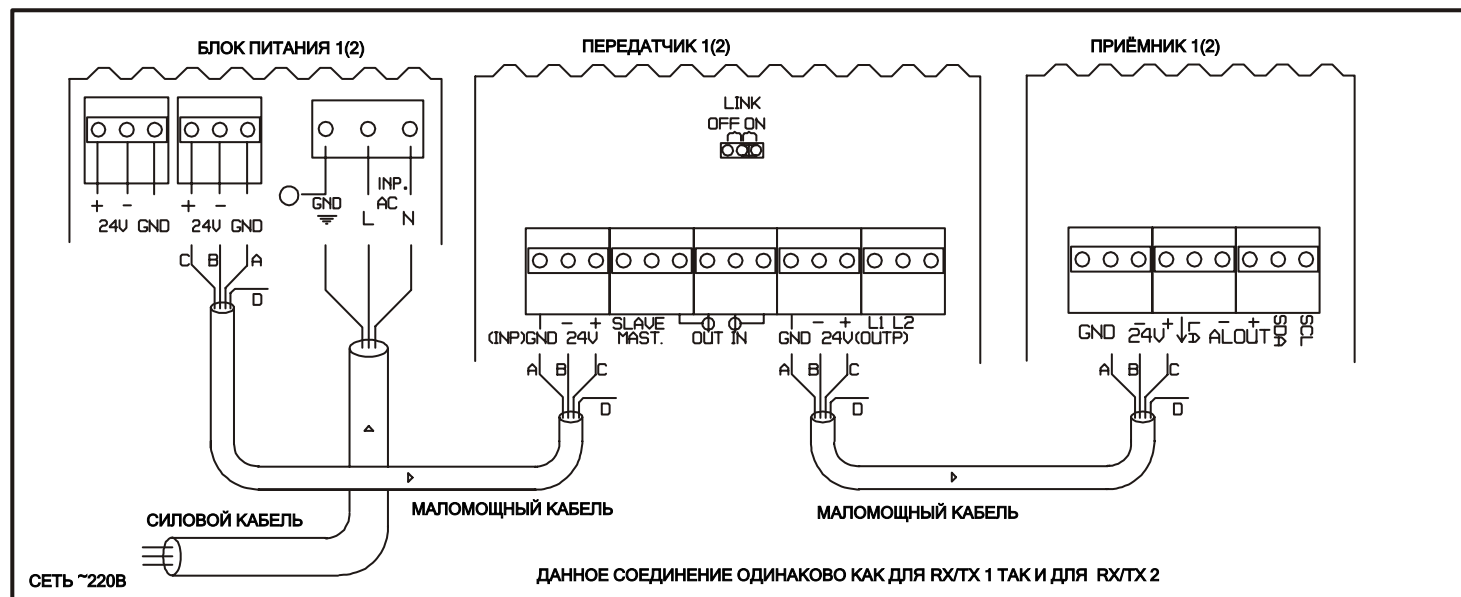 БЛОК ПИТАНИЯ 1(2)
ПЕРЕДАТЧИК 1(2)
ПРИЁМНИК 1(2)
LINK
OFF ON
+ -
24V GND
+ -
24V GND
GND
INP.
AC
L N
C B A
D
(INP)GND 24V
- +
SLAVE
MAST.
OUT IN
GND 24V(OUTP)
- +
L1 L2
A B C
D
A B C
D
GND 24V
- +
ALOUT
- +
SDA
SCL
A B C
D
СИЛОВОЙ КАБЕЛЬ
МАЛОМОЩНЫЙ КАБЕЛЬ
МАЛОМОЩНЫЙ КАБЕЛЬ
СЕТЬ ~220В
ДАННОЕ СОЕДИНЕНИЕ ОДИНАКОВО КАК ДЛЯ RX/TX 1 ТАК И ДЛЯ RX/TX 2